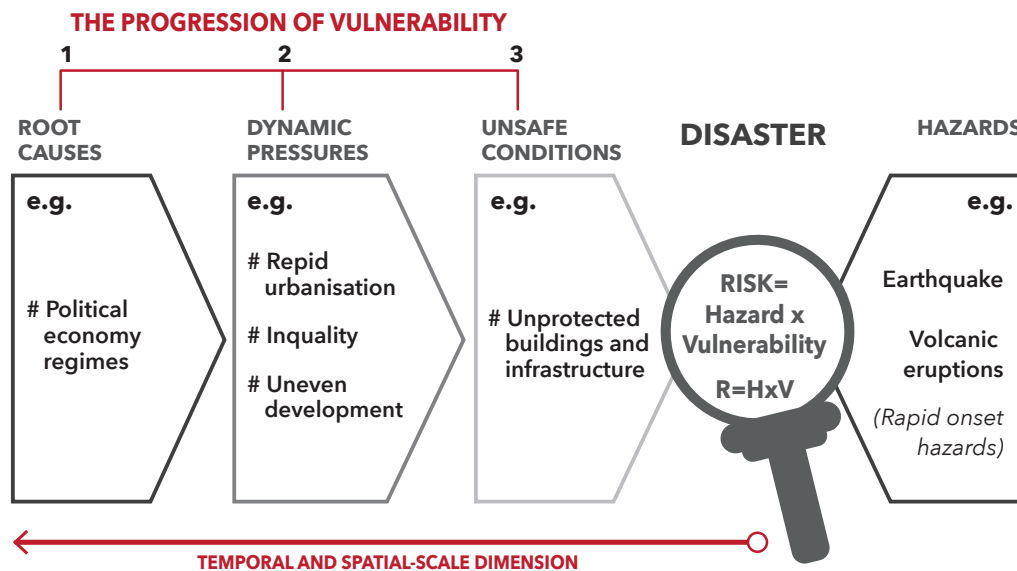 THE PROGRESSION OF VULNERABILITY
1
2
3
ROOT
CAUSES
DYNAMIC
PRESSURES
UNSAFE
CONDITIONS
DISASTER
HAZARDS
e.g.
# Political
economy
regimes
e.g.
# Repid
urbanisation
# Inquality
# Uneven
development
e.g.
# Unprotected
buildings and
infrastructure
RISK=
Hazard x
Vulnerability
R=HxV
e.g.
Earthquake
Volcanic
eruptions
(Rapid onset
hazards)
TEMPORAL AND SPATIAL-SCALE DIMENSION